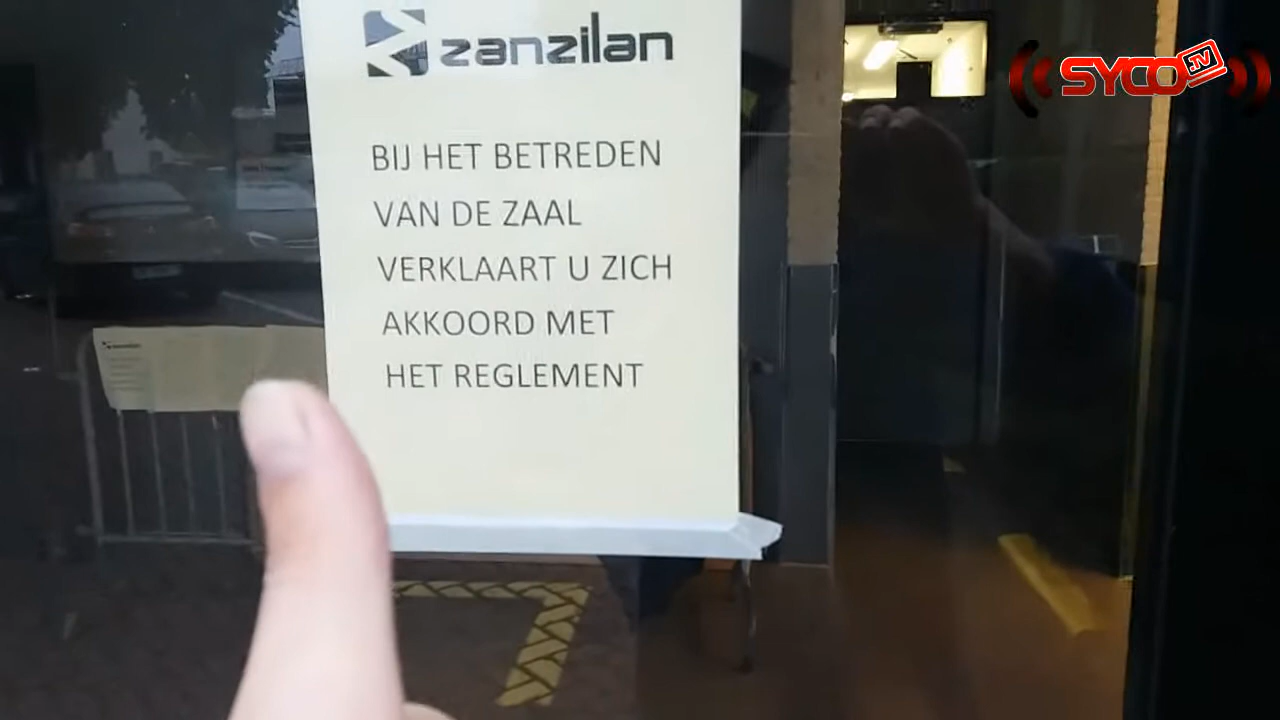 zanzilan
SYCO.TV
BIJ HET BETREDEN
VAN DE ZAAL
VERKLAART U ZICH
AKKOORD MET
HET REGLEMENT